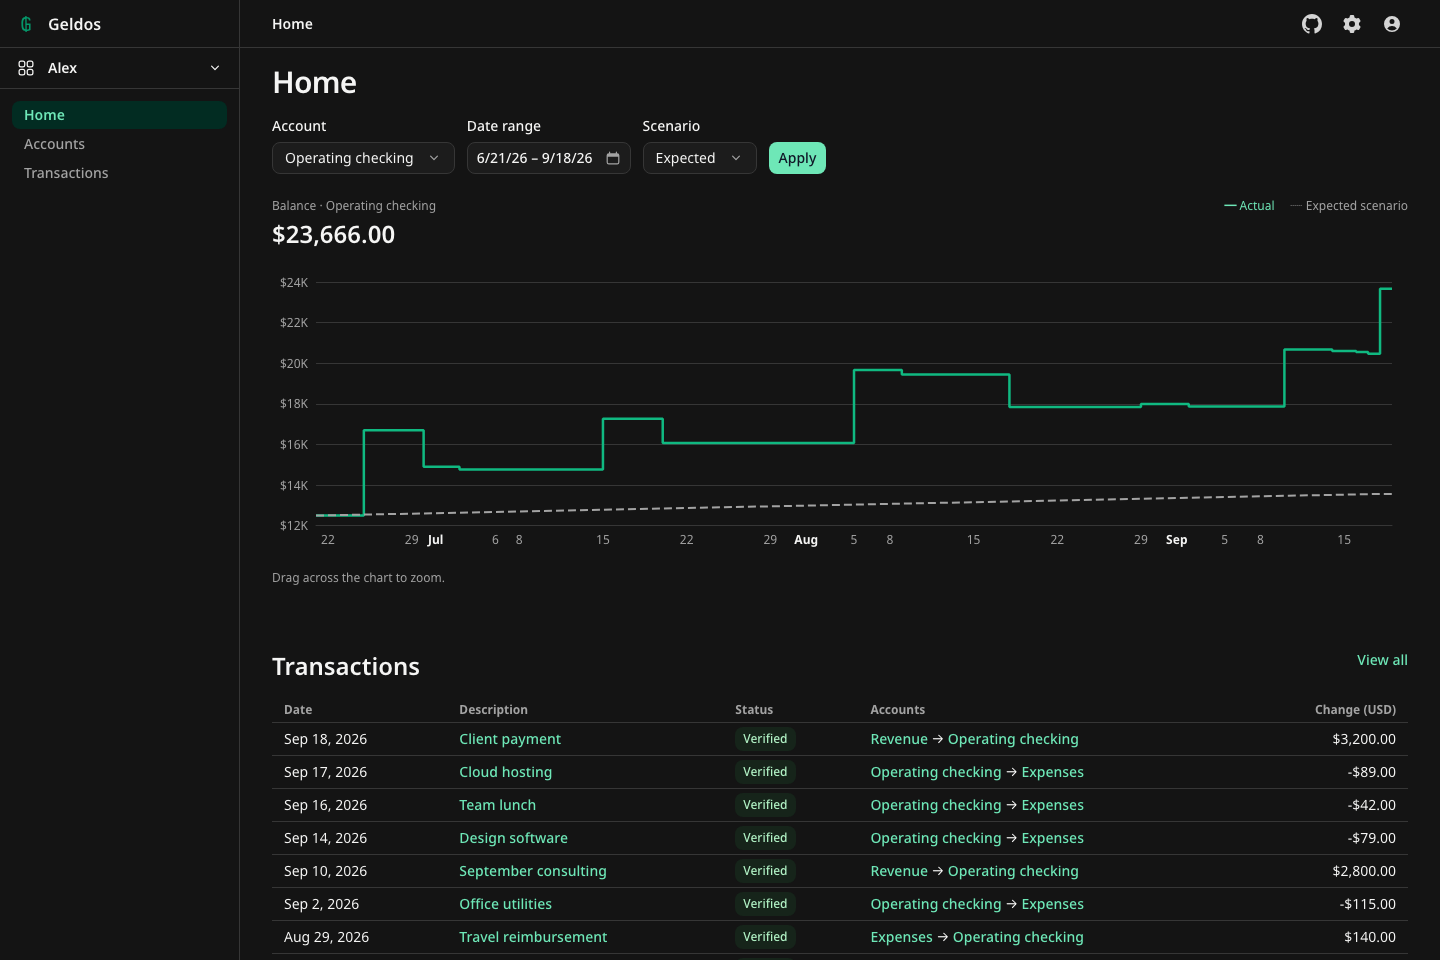 Geldos
Home
Alex
Home
Accounts
Transactions
Home
Account
Date range
Scenario
Operating checking
6/21/26 – 9/18/26
Expected
Apply
Balance · Operating checking
Actual
Expected scenario
$23,666.00
$24K
$22K
$20K
$18K
$16K
$14K
$12K
22 29 Jul 6 8 15 22 29 Aug 5 8 15 22 29 Sep 5 8 15
Drag across the chart to zoom.
Transactions
View all
Date Description Status Accounts Change (USD)
Sep 18, 2026 Client payment Verified Revenue → Operating checking $3,200.00
Sep 17, 2026 Cloud hosting Verified Operating checking → Expenses -$89.00
Sep 16, 2026 Team lunch Verified Operating checking → Expenses -$42.00
Sep 14, 2026 Design software Verified Operating checking → Expenses -$79.00
Sep 10, 2026 September consulting Verified Revenue → Operating checking $2,800.00
Sep 2, 2026 Office utilities Verified Operating checking → Expenses -$115.00
Aug 29, 2026 Travel reimbursement Verified Expenses → Operating checking $140.00